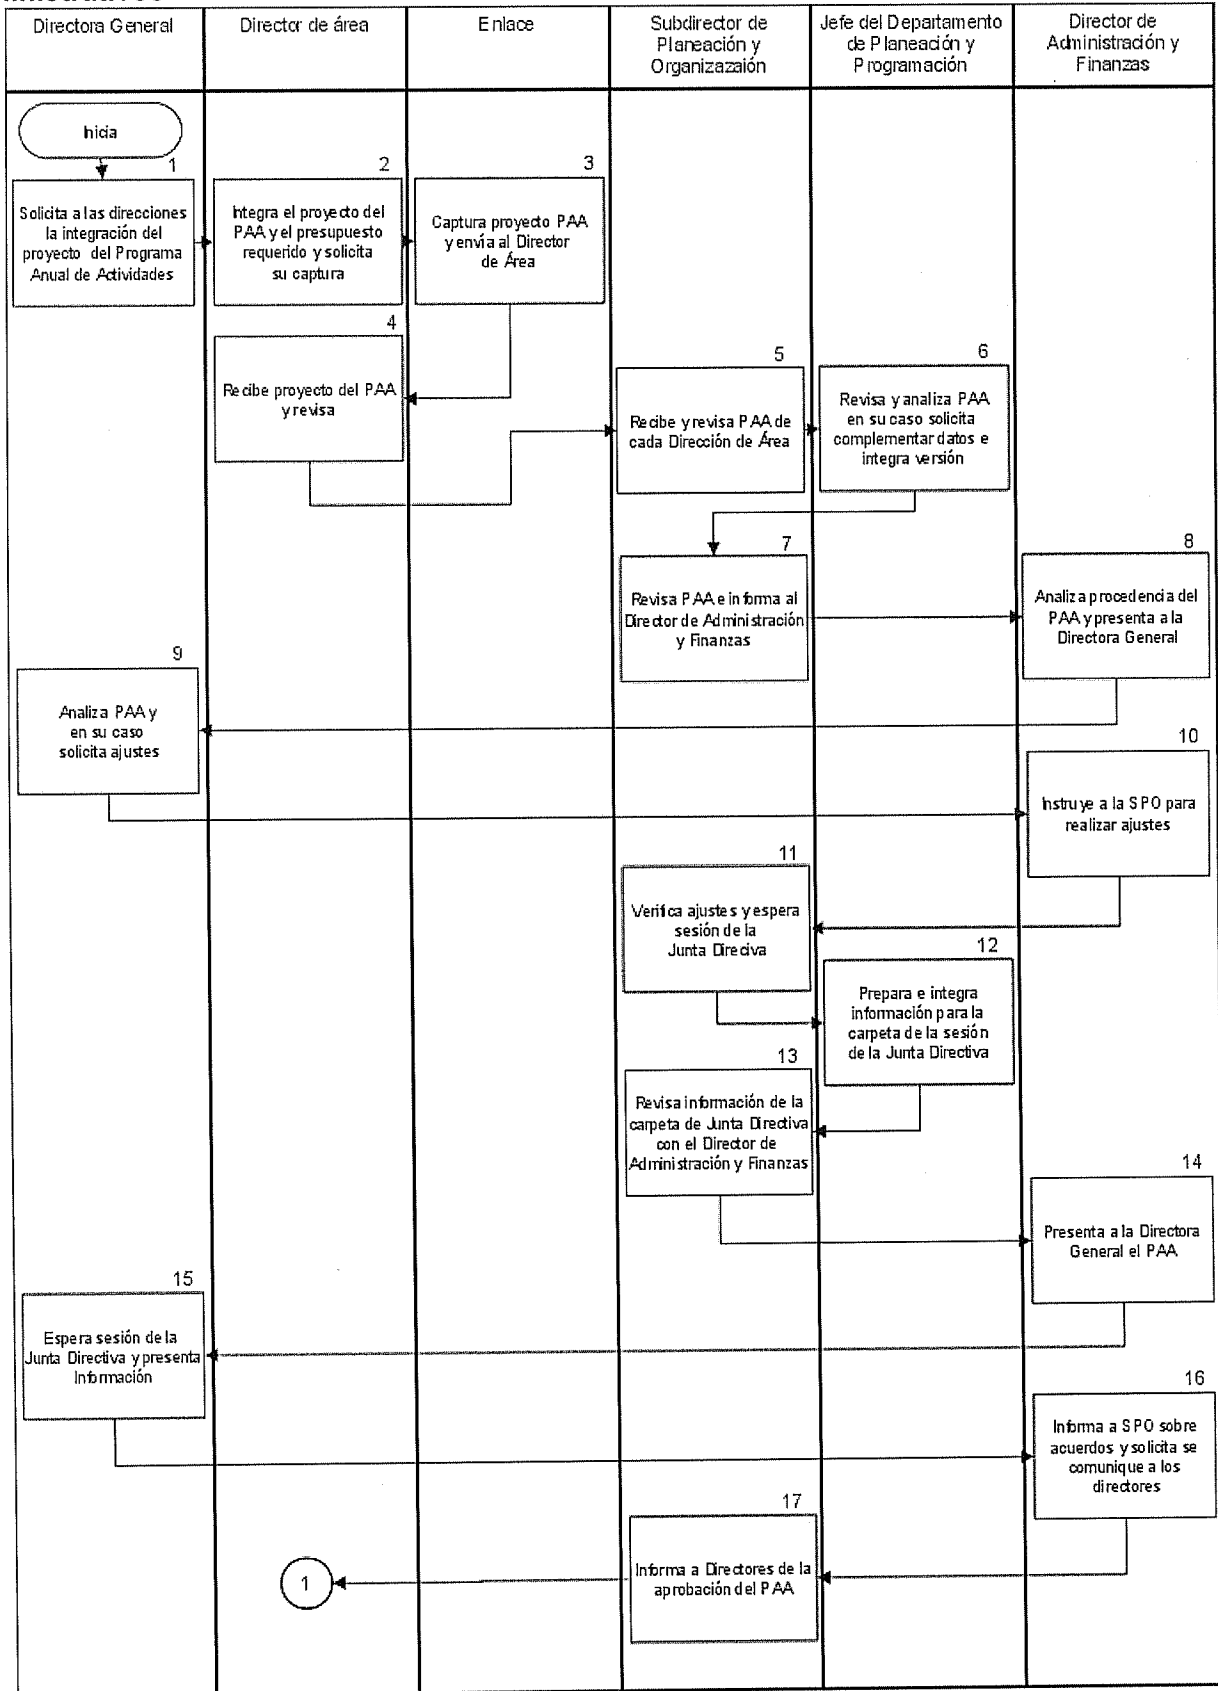 Directora General
Director de área
Enlace
Subdirector de
Planeación y
Organizazaión
Jefe del Departamento
de Planeación y
Programación
Director de
Administración y
Finanzas
Inicia
1
Solicita a las direcciones
la integración del
proyecto del Programa
Anual de Actividades
2
Integra el proyecto del
PAA y el presupuesto
requerido y solicita
su captura
3
Captura proyecto PAA
y envía al Director
de Área
4
Recibe proyecto del PAA
y revisa
5
Recibe y revisa PAA de
cada Dirección de Área
6
Revisa y analiza PAA
en su caso solicita
complementar datos e
integra versión
7
Revisa PAA e informa al
Director de Administración
y Finanzas
8
Analiza procedencia del
PAA y presenta a la
Directora General
9
Analiza PAA y
en su caso
solicita ajustes
10
Instruye a la SPO para
realizar ajustes
11
Verifica ajustes y espera
sesión de la
Junta Direciva
12
Prepara e integra
información para la
carpeta de la sesión
de la Junta Directiva
13
Revisa información de la
carpeta de Junta Directiva
con el Director de
Administración y Finanzas
14
Presenta a la Directora
General el PAA
15
Espera sesión de la
Junta Directiva y presenta
Información
16
Informa a SPO sobre
acuerdos y solicita se
comunique a los
directores
17
Informa a Directores de la
aprobación del PAA
1